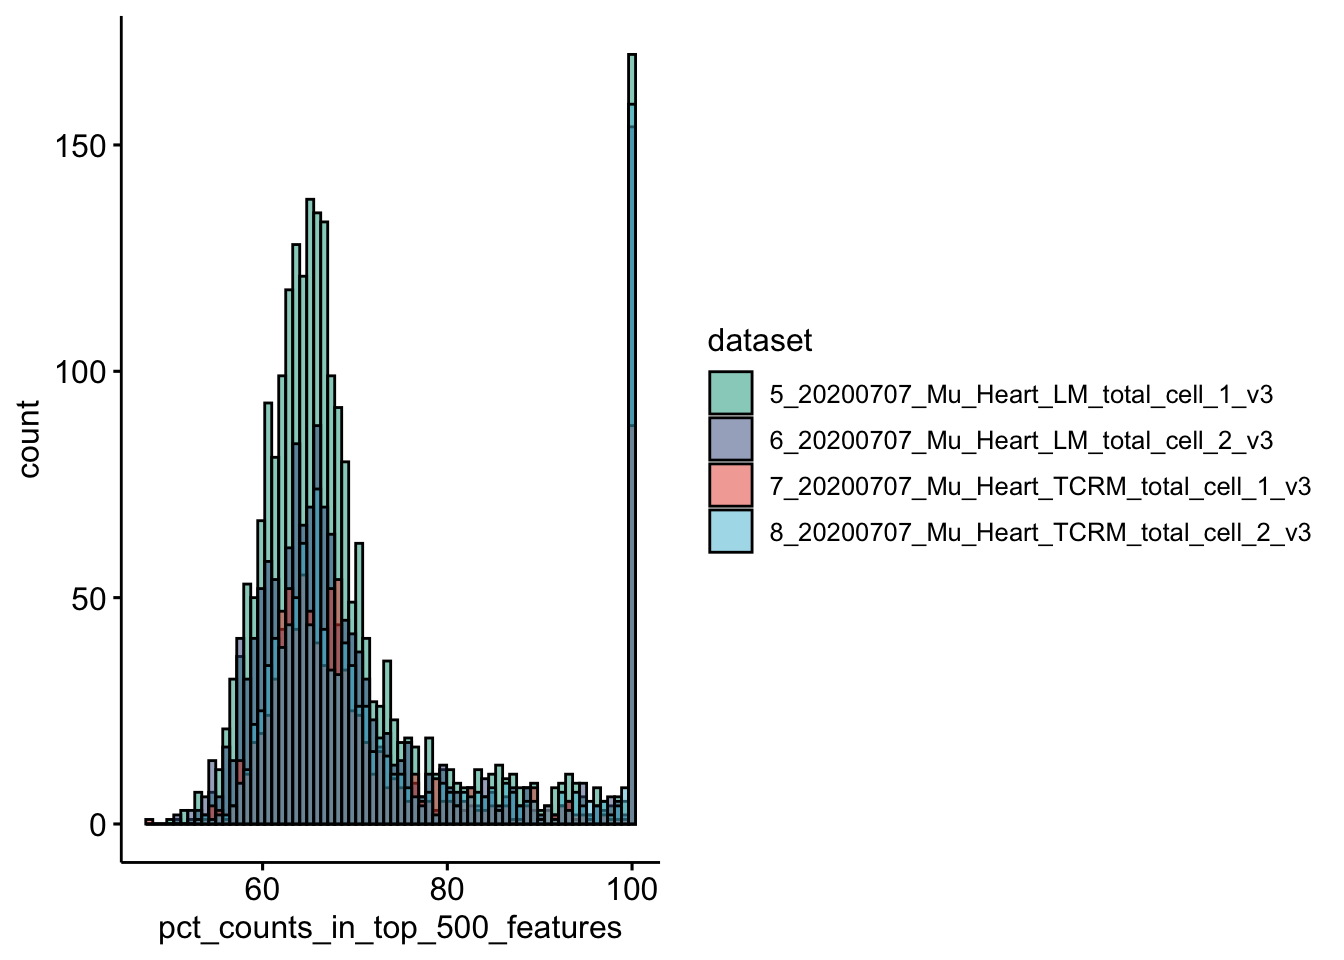 150
100
50
0
count
60 80 100
pct_counts_in_top_500_features
dataset
5_20200707_Mu_Heart_LM_total_cell_1_v3
6_20200707_Mu_Heart_LM_total_cell_2_v3
7_20200707_Mu_Heart_TCRM_total_cell_1_v3
8_20200707_Mu_Heart_TCRM_total_cell_2_v3